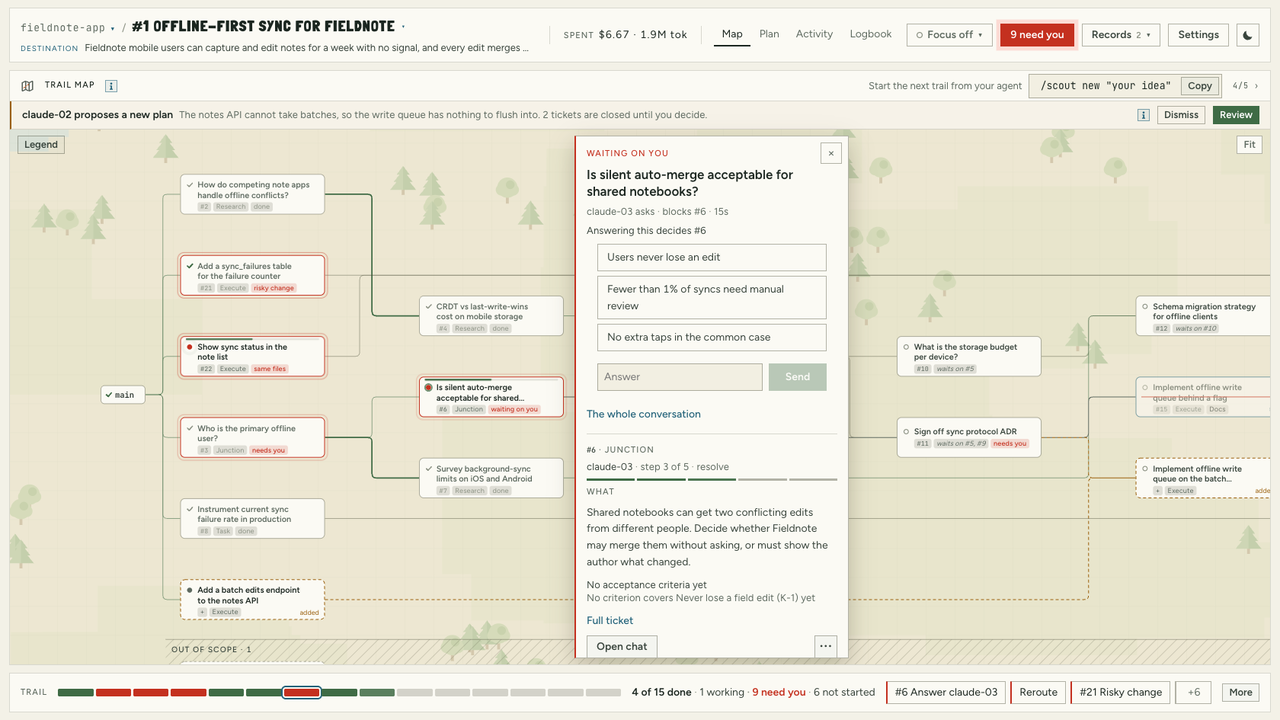 fieldnote-app ▾ / #1 OFFLINE-FIRST SYNC FOR FIELDNOTE
DESTINATION Fieldnote mobile users can capture and edit notes for a week with no signal, and every edit merges …
SPENT $6.67 · 1.9M tok
Map Plan Activity Logbook
Focus off ▾
9 need you
Records 2 ▾
Settings
TRAIL MAP i
Start the next trail from your agent
/scout new "your idea"
Copy
4/5 ›
claude-02 proposes a new plan The notes API cannot take batches, so the write queue has nothing to flush into. 2 tickets are closed until you decide.
i
Dismiss
Review
Legend
Fit
main
How do competing note apps
handle offline conflicts?
#2 Research done
Add a sync_failures table
for the failure counter
#21 Execute risky change
Show sync status in the
note list
#22 Execute same files
Who is the primary offline
user?
#3 Junction needs you
Instrument current sync
failure rate in production
#8 Task done
Add a batch edits endpoint
to the notes API
+ Execute added
CRDT vs last-write-wins
cost on mobile storage
#4 Research done
Is silent auto-merge
acceptable for shared…
#6 Junction waiting on you
Survey background-sync
limits on iOS and Android
#7 Research done
WAITING ON YOU
×
Is silent auto-merge acceptable for
shared notebooks?
claude-03 asks · blocks #6 · 15s
Answering this decides #6
Users never lose an edit
Fewer than 1% of syncs need manual
review
No extra taps in the common case
Answer
Send
The whole conversation
#6 · JUNCTION
claude-03 · step 3 of 5 · resolve
WHAT
Shared notebooks can get two conflicting edits
from different people. Decide whether Fieldnote
may merge them without asking, or must show the
author what changed.
No acceptance criteria yet
No criterion covers Never lose a field edit (K-1) yet
Full ticket
Open chat
…
What is the storage budget
per device?
#10 waits on #5
Sign off sync protocol ADR
#11 waits on #5, #9 needs you
Schema migration strategy
for offline clients
#12 waits on #10
Implement offline write
queue behind a flag
#15 Execute Docs
Implement offline write
queue on the batch…
+ Execute adde
OUT OF SCOPE · 1
TRAIL
4 of 15 done · 1 working · 9 need you · 6 not started
#6 Answer claude-03
Reroute
#21 Risky change
+6
More